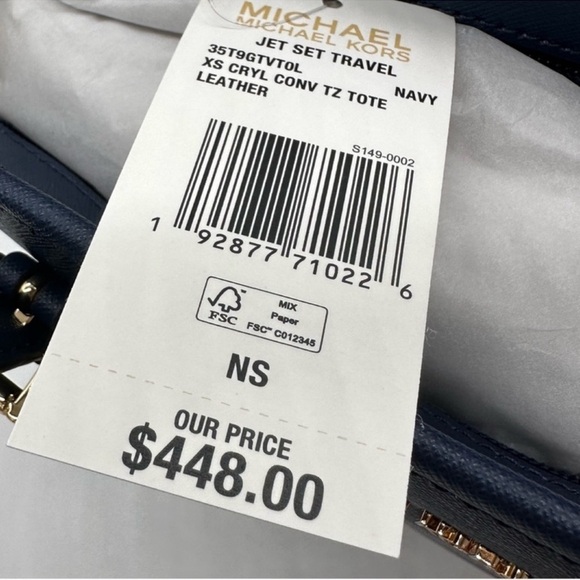 MICHAEL
MICHAEL KORS
JET SET TRAVEL
35T9GTVT0L NAVY
XS CRYL CONV TZ TOTE
LEATHER
S149-0002
1 92877 71022 6
FSC
MIX
Paper
FSC™ C012345
NS
OUR PRICE
$448.00